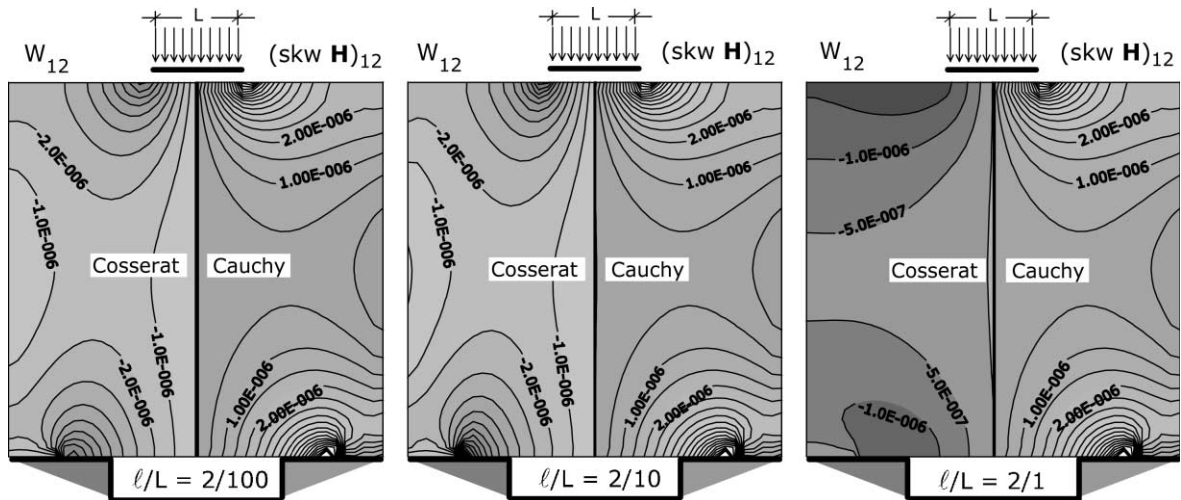 L
W12
(skw H)12
-2.0E-006
2.00E-006
-1.0E-006
1.00E-006
Cosserat
Cauchy
-2.0E-006
-1.0E-006
1.00E-006
2.00E-006
ℓ/L = 2/100
L
W12
(skw H)12
-2.0E-006
2.00E-006
-1.0E-006
1.00E-006
Cosserat
Cauchy
-2.0E-006
-1.0E-006
1.00E-006
2.00E-006
ℓ/L = 2/10
L
W12
(skw H)12
-1.0E-006
2.00E-006
-5.0E-007
1.00E-006
Cosserat
Cauchy
-1.0E-006
-5.0E-007
1.00E-006
2.00E-006
ℓ/L = 2/1